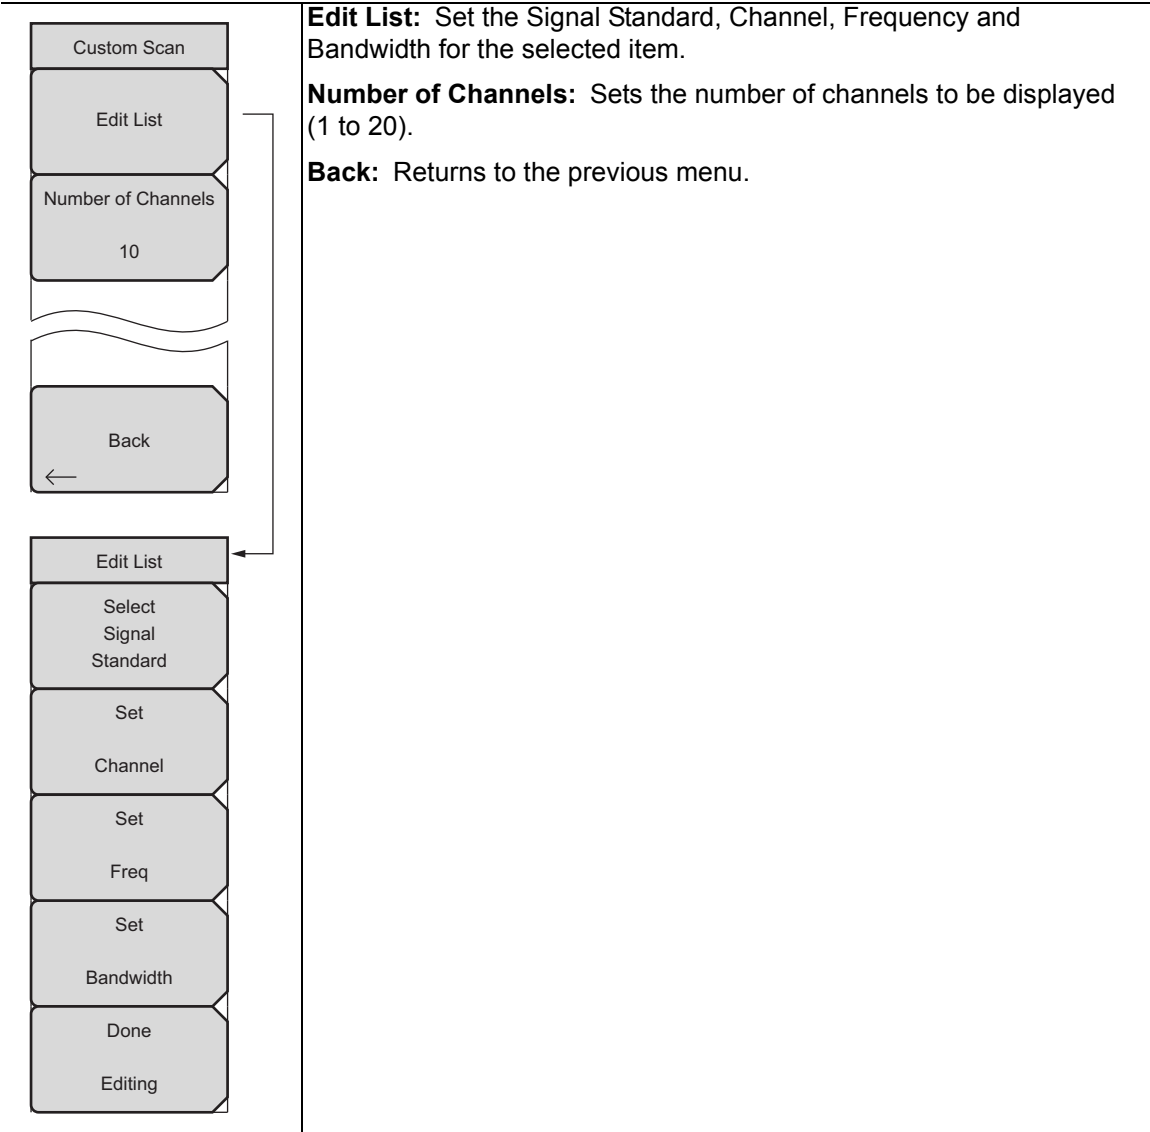 Custom Scan
Edit List
Number of Channels
10
Back
Edit List
Select
Signal
Standard
Set
Channel
Set
Freq
Set
Bandwidth
Done
Editing
Edit List: Set the Signal Standard, Channel, Frequency and
Bandwidth for the selected item.
Number of Channels: Sets the number of channels to be displayed
(1 to 20).
Back: Returns to the previous menu.